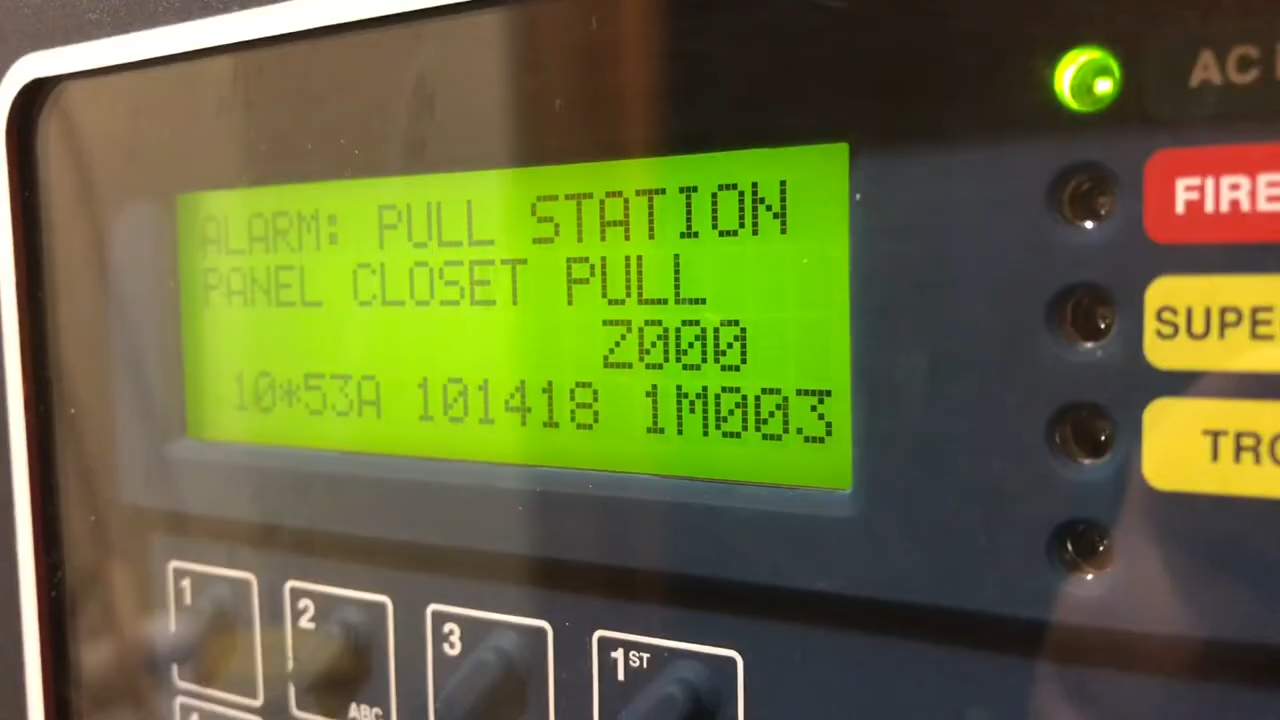 ALARM: PULL STATION
PANEL CLOSET PULL
Z000
10*53A 101418 1M003
AC
FIRE
SUPE
TRO
1
2
ABC
3
1ST